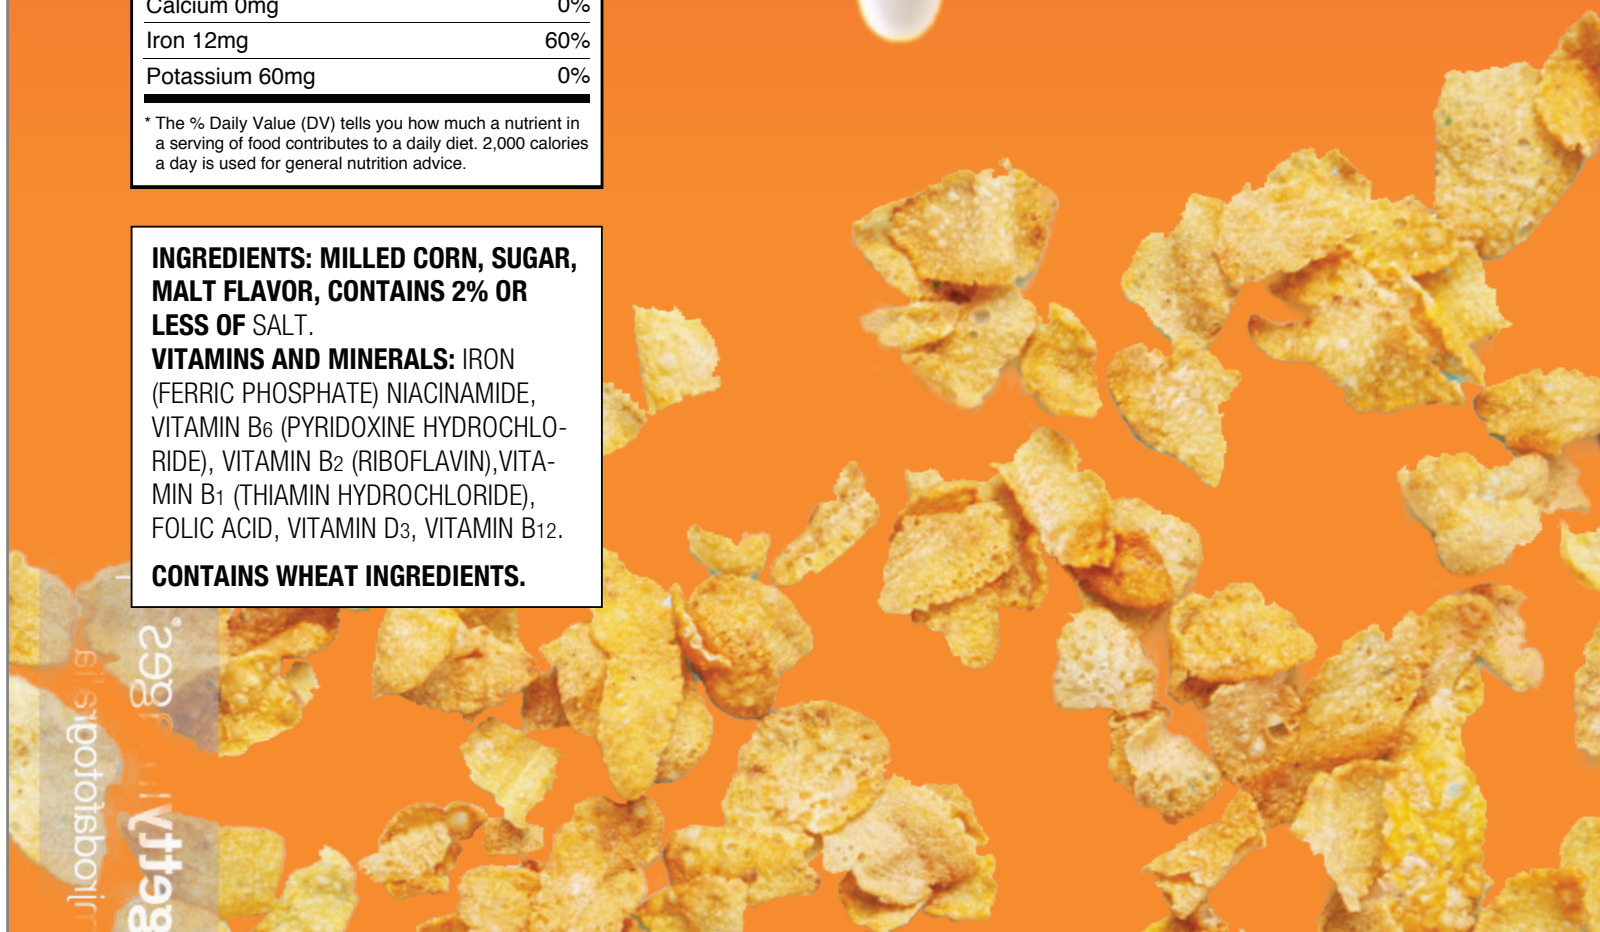 Calcium 0mg 0%
Iron 12mg 60%
Potassium 60mg 0%
* The % Daily Value (DV) tells you how much a nutrient in
a serving of food contributes to a daily diet. 2,000 calories
a day is used for general nutrition advice.
INGREDIENTS: MILLED CORN, SUGAR,
MALT FLAVOR, CONTAINS 2% OR
LESS OF SALT.
VITAMINS AND MINERALS: IRON
(FERRIC PHOSPHATE) NIACINAMIDE,
VITAMIN B6 (PYRIDOXINE HYDROCHLO-
RIDE), VITAMIN B2 (RIBOFLAVIN),VITA-
MIN B1 (THIAMIN HYDROCHLORIDE),
FOLIC ACID, VITAMIN D3, VITAMIN B12.
CONTAINS WHEAT INGREDIENTS.